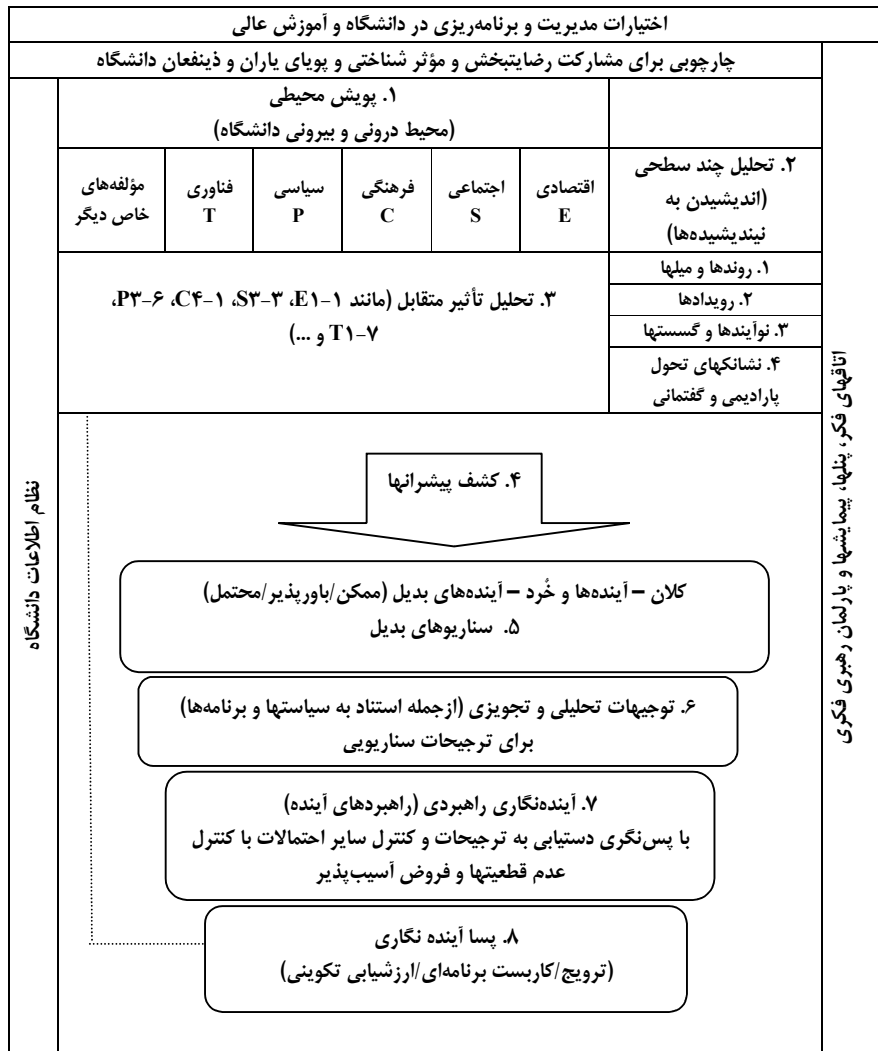 اختیارات مدیریت و برنامه‌ریزی در دانشگاه و آموزش عالی
چارچوبی برای مشارکت رضایتبخش و مؤثر شناختی و پویای یاران و ذینفعان دانشگاه
اتاقهای فکر، پنلها، پیمایشها و پارلمان رهبری فکری
۱. پویش محیطی
(محیط درونی و بیرونی دانشگاه)
۲. تحلیل چند سطحی
(اندیشیدن به
نیندیشیده‌ها)
اقتصادی
E
اجتماعی
S
فرهنگی
C
سیاسی
P
فناوری
T
مؤلفه‌های
خاص دیگر
۱. روندها و میلها
۲. رویدادها
۳. نوآیندها و گسستها
۴. نشانکهای تحول
پارادیمی و گفتمانی
۳. تحلیل تأثیر متقابل (مانند E۱-۱، S۳-۳، C۴-۱، P۳-۶،
T۱-۷ و ...)
۴. کشف پیشرانها
کلان – آینده‌ها و خُرد – آینده‌های بدیل (ممکن/باورپذیر/محتمل)
۵. سناریوهای بدیل
۶. توجیهات تحلیلی و تجویزی (ازجمله استناد به سیاستها و برنامه‌ها)
برای ترجیحات سناریویی
۷. آینده‌نگاری راهبردی (راهبردهای آینده)
با پس‌نگری دستیابی به ترجیحات و کنترل سایر احتمالات با کنترل
عدم قطعیتها و فروض آسیب‌پذیر
۸. پسا آینده نگاری
(ترویج/کاربست برنامه‌ای/ارزشیابی تکوینی)
نظام اطلاعات دانشگاه